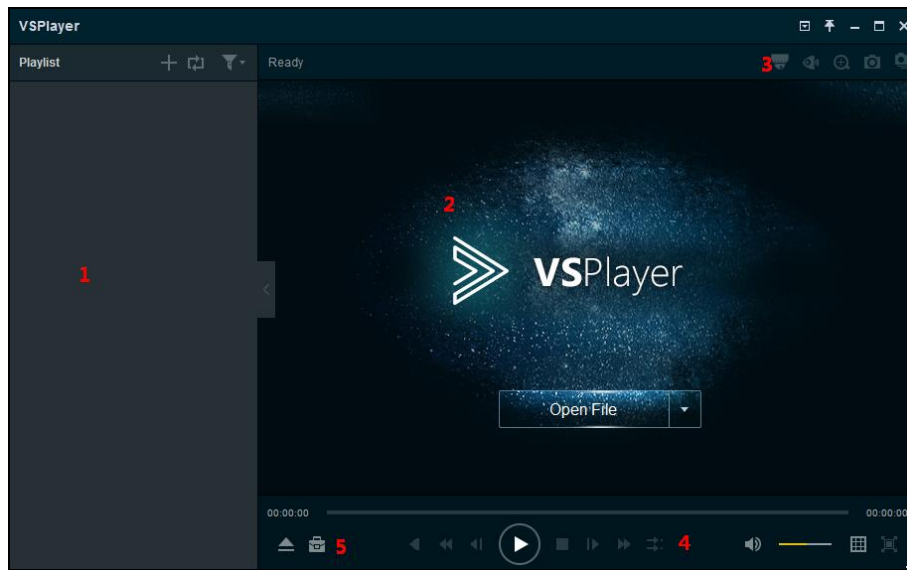 VSPlayer
Playlist
Ready
3
2
1
VSPlayer
Open File
00:00:00
00:00:00
5
4